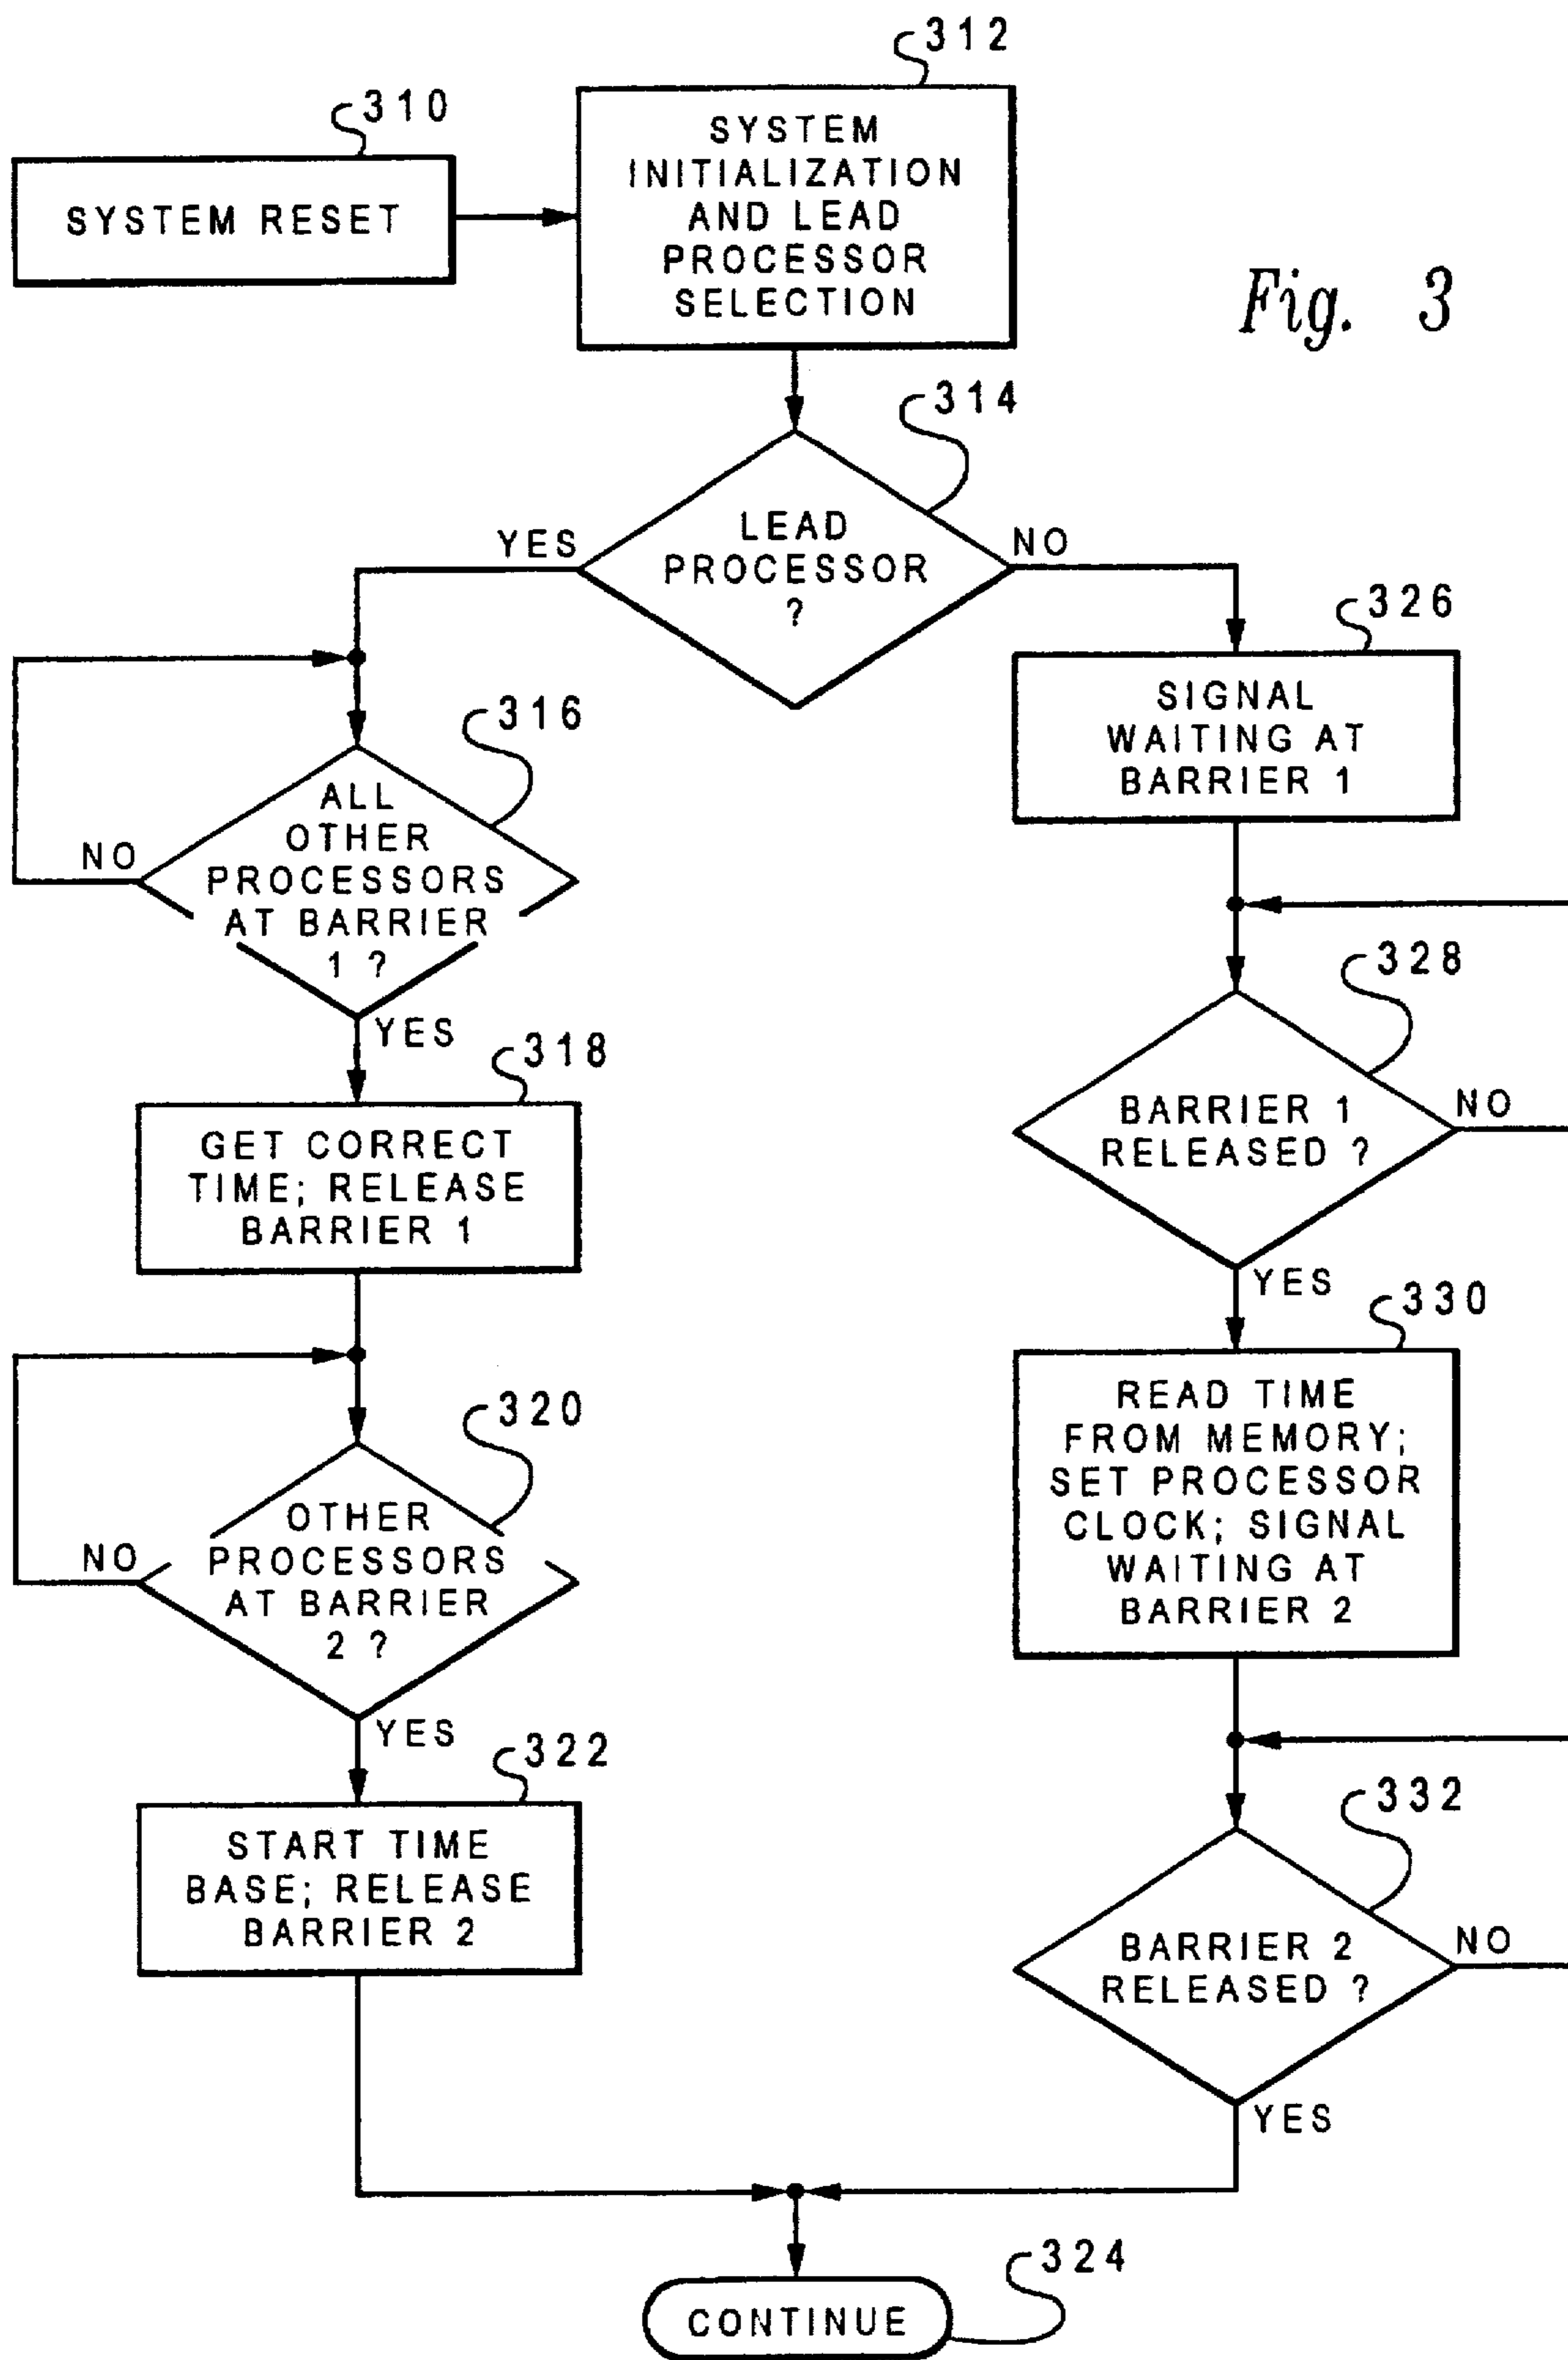 312
310
SYSTEM
INITIALIZATION
AND LEAD
PROCESSOR
SELECTION
SYSTEM RESET
Fig. 3
314
LEAD
PROCESSOR
?
YES
NO
326
SIGNAL
WAITING AT
BARRIER 1
316
ALL
OTHER
PROCESSORS
AT BARRIER
1 ?
NO
YES
328
BARRIER 1
RELEASED ?
NO
YES
318
GET CORRECT
TIME; RELEASE
BARRIER 1
330
READ TIME
FROM MEMORY;
SET PROCESSOR
CLOCK; SIGNAL
WAITING AT
BARRIER 2
320
OTHER
PROCESSORS
AT BARRIER
2 ?
NO
YES
322
START TIME
BASE; RELEASE
BARRIER 2
332
BARRIER 2
RELEASED ?
NO
YES
324
CONTINUE